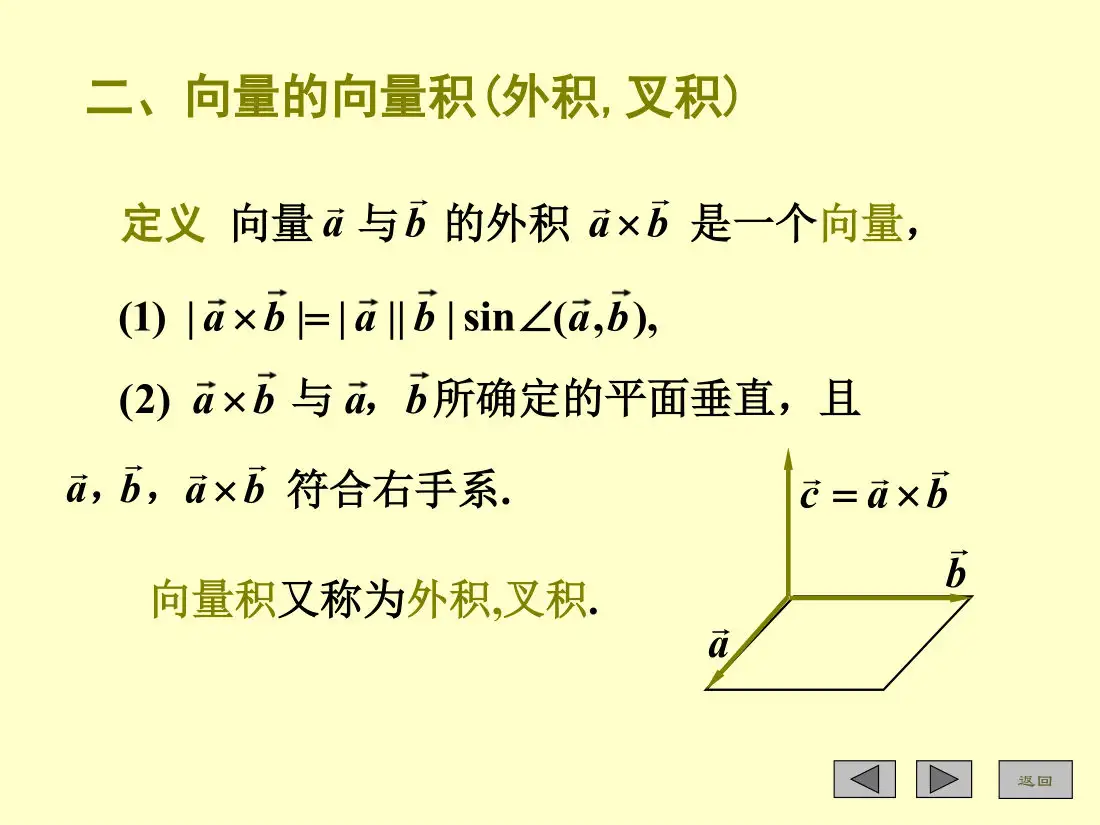 二、向量的向量积(外积,叉积)
定义 向量 a⃗ 与 b⃗ 的外积 a⃗ × b⃗ 是一个向量，
(1) | a⃗ × b⃗ |=| a⃗ || b⃗ | sin∠(a⃗,b⃗),
(2) a⃗ × b⃗ 与 a⃗，b⃗ 所确定的平面垂直，且
a⃗，b⃗，a⃗ × b⃗ 符合右手系.
c⃗ = a⃗ × b⃗
b⃗
向量积又称为外积,叉积.
a⃗
返回